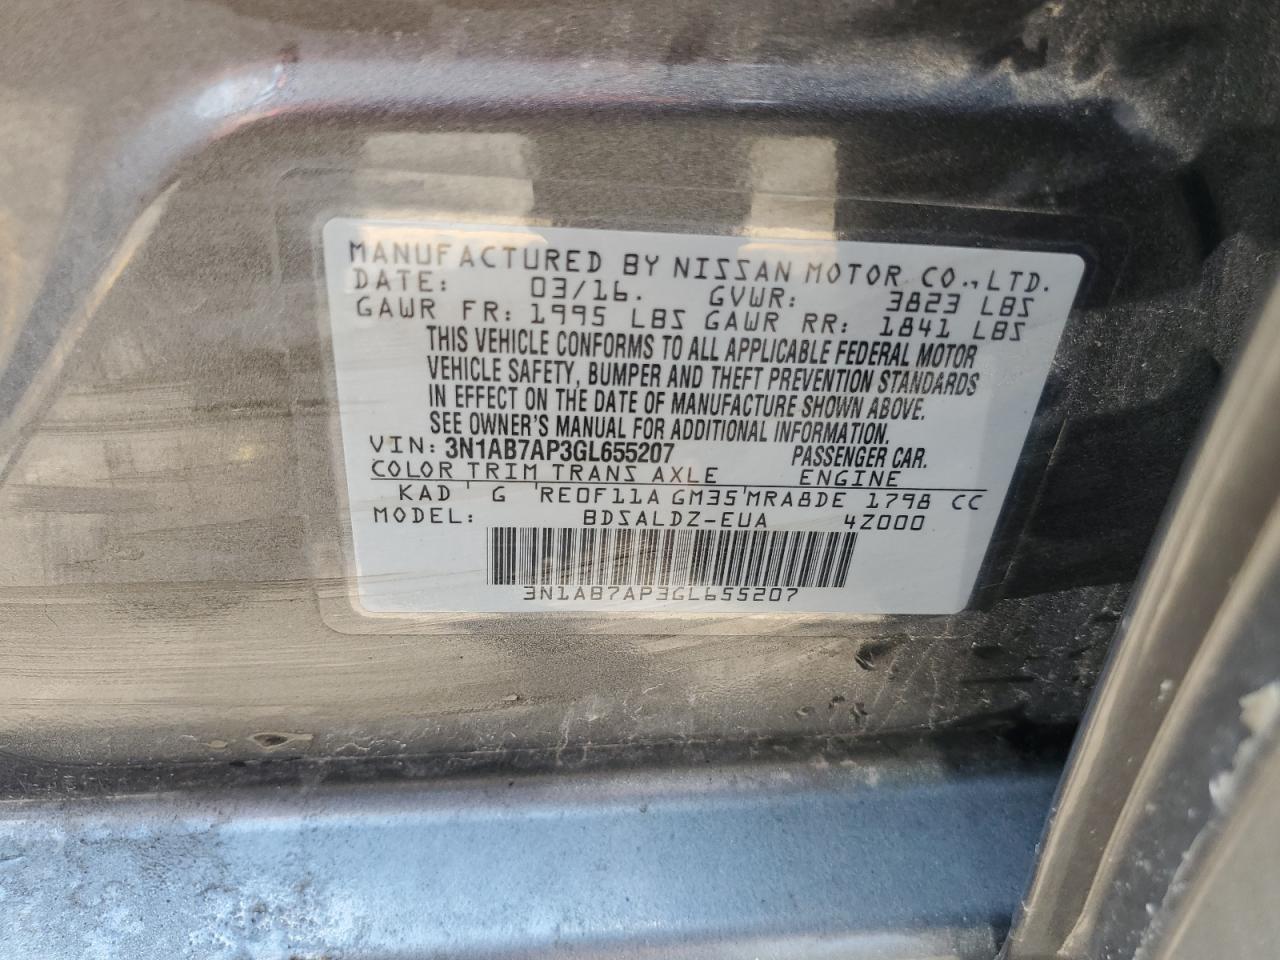 MANUFACTURED BY NISSAN MOTOR CO.,LTD.
DATE: 03/16. GVWR: 3823 LBS
GAWR FR: 1995 LBS GAWR RR: 1841 LBS
THIS VEHICLE CONFORMS TO ALL APPLICABLE FEDERAL MOTOR
VEHICLE SAFETY, BUMPER AND THEFT PREVENTION STANDARDS
IN EFFECT ON THE DATE OF MANUFACTURE SHOWN ABOVE.
SEE OWNER'S MANUAL FOR ADDITIONAL INFORMATION.
VIN: 3N1AB7AP3GL655207 PASSENGER CAR.
COLOR TRIM TRANS AXLE ENGINE
KAD ' G ' RE0F11A GM35 ' MRA8DE 1798 CC
MODEL: BDSALDZ-EUA 4Z000
3N1AB7AP3GL655207